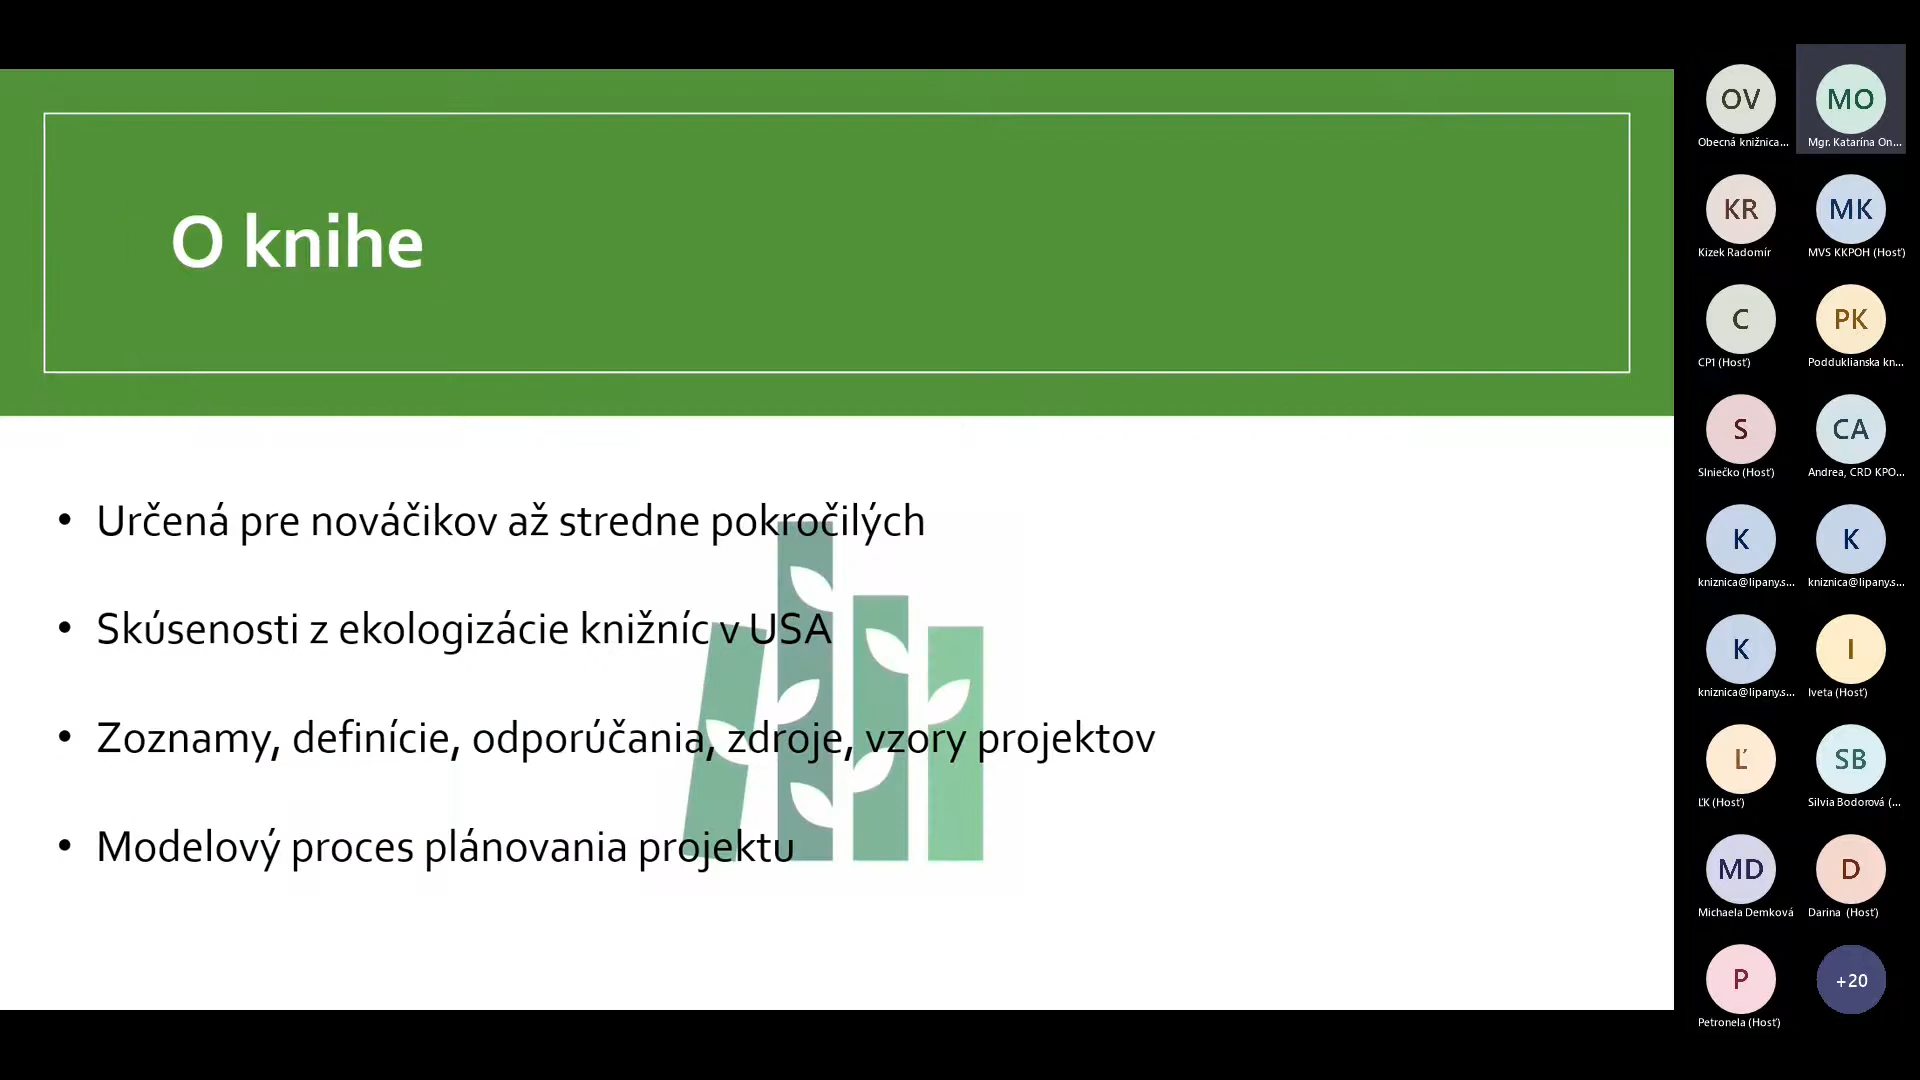 O knihe
• Určená pre nováčikov až stredne pokročilých
• Skúsenosti z ekologizácie knižníc v USA
• Zoznamy, definície, odporúčania, zdroje, vzory projektov
• Modelový proces plánovania projektu
OV
Obecná knižnica...
MO
Mgr. Katarína On...
KR
Kizek Radomír
MK
MVS KKPOH (Hosť)
C
CP1 (Hosť)
PK
Podduklianska kn...
S
Slniečko (Hosť)
CA
Andrea, CRD KPO...
K
kniznica@lipany.s...
K
kniznica@lipany.s...
K
kniznica@lipany.s...
I
Iveta (Hosť)
Ľ
ĽK (Hosť)
SB
Silvia Bodorová (...
MD
Michaela Demková
D
Darina (Hosť)
P
Petronela (Hosť)
+20